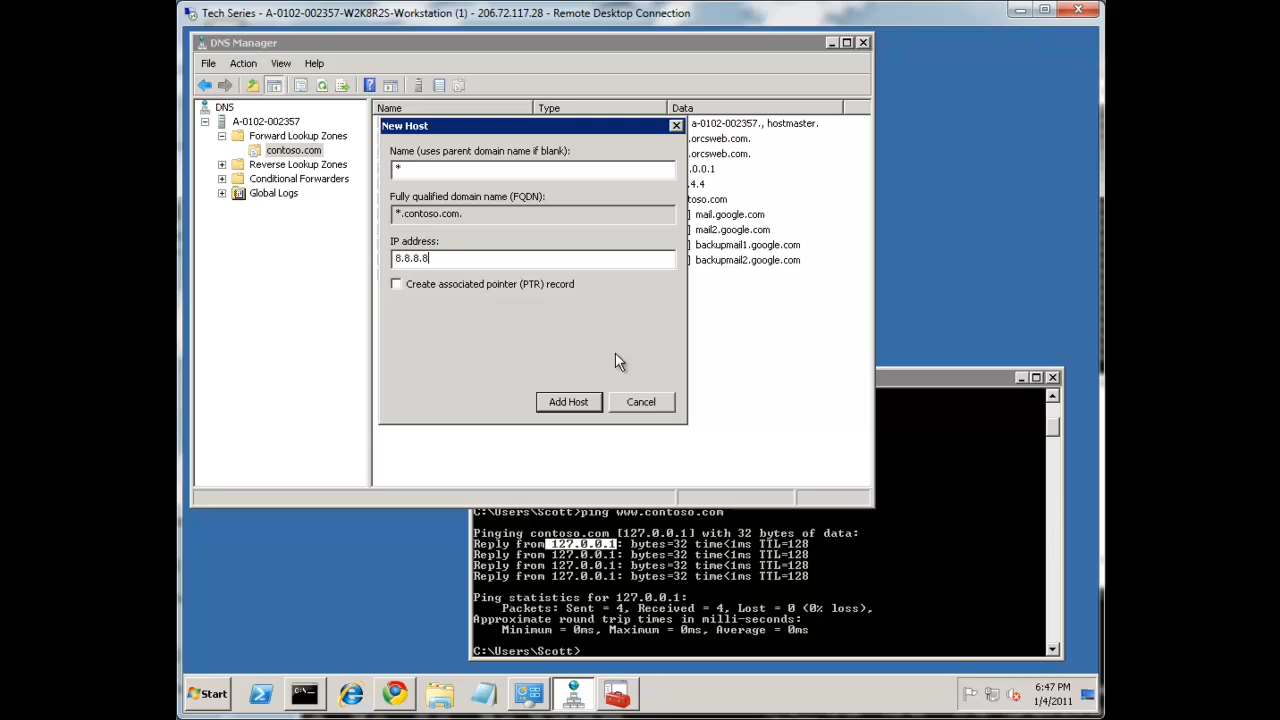 Tech Series - A-0102-002357-W2K8R2S-Workstation (1) - 206.72.117.28 - Remote Desktop Connection
DNS Manager
File Action View Help
DNS
A-0102-002357
Forward Lookup Zones
contoso.com
Reverse Lookup Zones
Conditional Forwarders
Global Logs
Name Type Data
a-0102-002357., hostmaster.
.orcsweb.com.
.orcsweb.com.
.0.0.1
.4.4
toso.com
] mail.google.com
] mail2.google.com
] backupmail1.google.com
] backupmail2.google.com
New Host
Name (uses parent domain name if blank):
*
Fully qualified domain name (FQDN):
*.contoso.com.
IP address:
8.8.8.8
Create associated pointer (PTR) record
Add Host Cancel
C:\Users\Scott>ping www.contoso.com
Pinging contoso.com [127.0.0.1] with 32 bytes of data:
Reply from 127.0.0.1: bytes=32 time<1ms TTL=128
Reply from 127.0.0.1: bytes=32 time<1ms TTL=128
Reply from 127.0.0.1: bytes=32 time<1ms TTL=128
Reply from 127.0.0.1: bytes=32 time<1ms TTL=128
Ping statistics for 127.0.0.1:
Packets: Sent = 4, Received = 4, Lost = 0 (0% loss),
Approximate round trip times in milli-seconds:
Minimum = 0ms, Maximum = 0ms, Average = 0ms
C:\Users\Scott>
Start
6:47 PM
1/4/2011